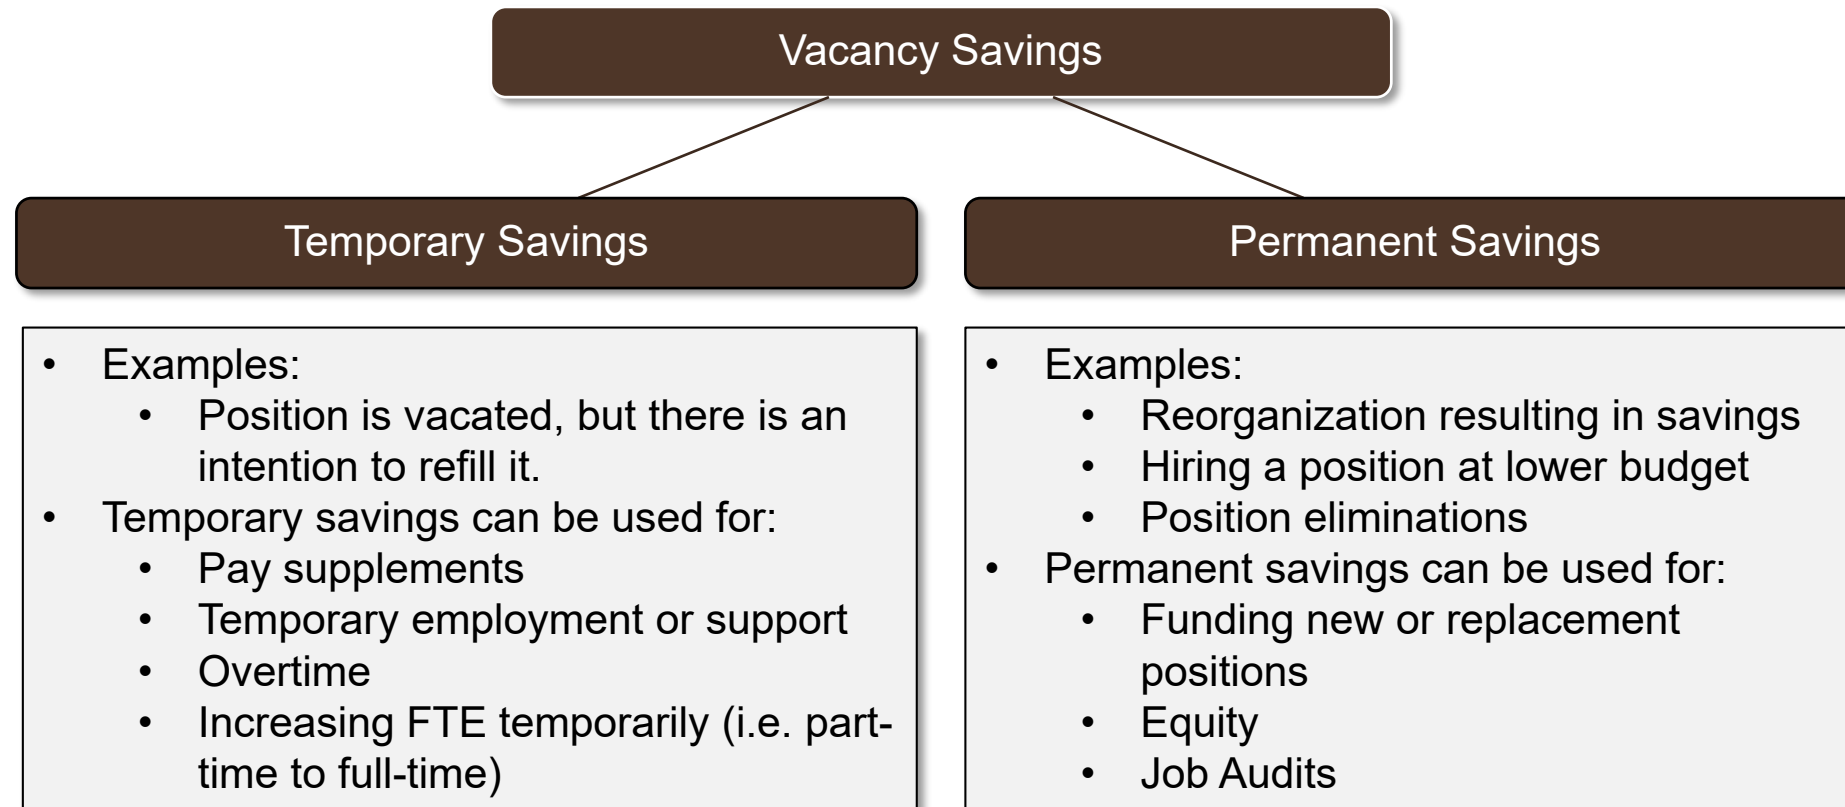 Vacancy Savings
Temporary Savings
• Examples:
• Position is vacated, but there is an
intention to refill it.
• Temporary savings can be used for:
• Pay supplements
• Temporary employment or support
• Overtime
• Increasing FTE temporarily (i.e. part-
time to full-time)
Permanent Savings
• Examples:
• Reorganization resulting in savings
• Hiring a position at lower budget
• Position eliminations
• Permanent savings can be used for:
• Funding new or replacement
positions
• Equity
• Job Audits